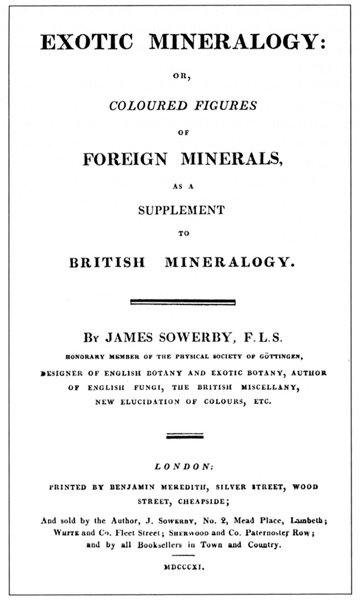 EXOTIC MINERALOGY:
OR,
COLOURED FIGURES
OF
FOREIGN MINERALS,
AS A
SUPPLEMENT
TO
BRITISH MINERALOGY.
BY JAMES SOWERBY, F.L.S.
HONORARY MEMBER OF THE PHYSICAL SOCIETY OF GÖTTINGEN,
DESIGNER OF ENGLISH BOTANY AND EXOTIC BOTANY, AUTHOR
OF ENGLISH FUNGI, THE BRITISH MISCELLANY,
NEW ELUCIDATION OF COLOURS, ETC.
LONDON:
PRINTED BY BENJAMIN MEREDITH, SILVER STREET, WOOD
STREET, CHEAPSIDE;
And sold by the Author, J. SOWERBY, No. 2, Mead Place, Lambeth;
WHITE and Co. Fleet Street; SHERWOOD and Co. Paternoster Row;
and by all Booksellers in Town and Country.
MDCCCXI.